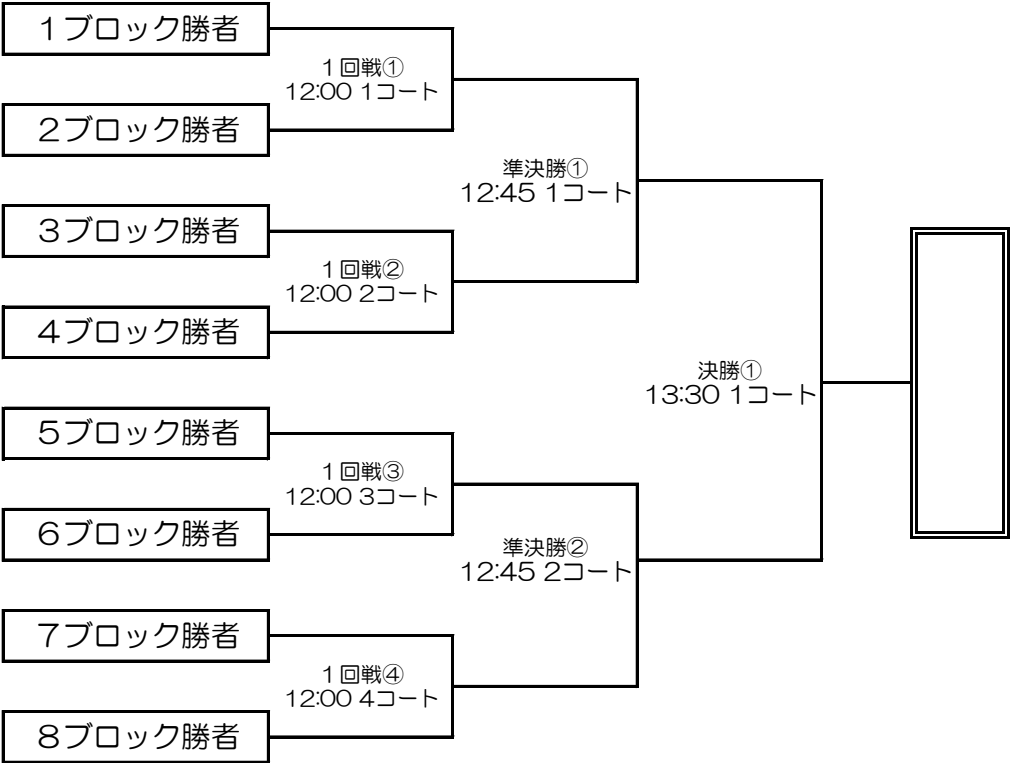 １ブロック勝者
１回戦①
12:00 1コート
２ブロック勝者
準決勝①
12:45 1コート
３ブロック勝者
１回戦②
12:00 2コート
４ブロック勝者
決勝①
13:30 1コート
５ブロック勝者
１回戦③
12:00 3コート
６ブロック勝者
準決勝②
12:45 2コート
７ブロック勝者
１回戦④
12:00 4コート
８ブロック勝者